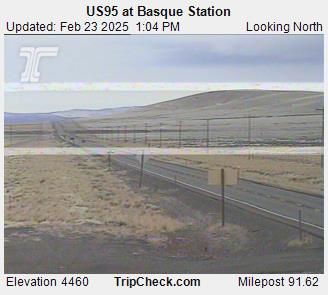 US95 at Basque Station
Updated: Feb 23 2025 1:04 PM Looking North
Elevation 4460 TripCheck.com Milepost 91.62